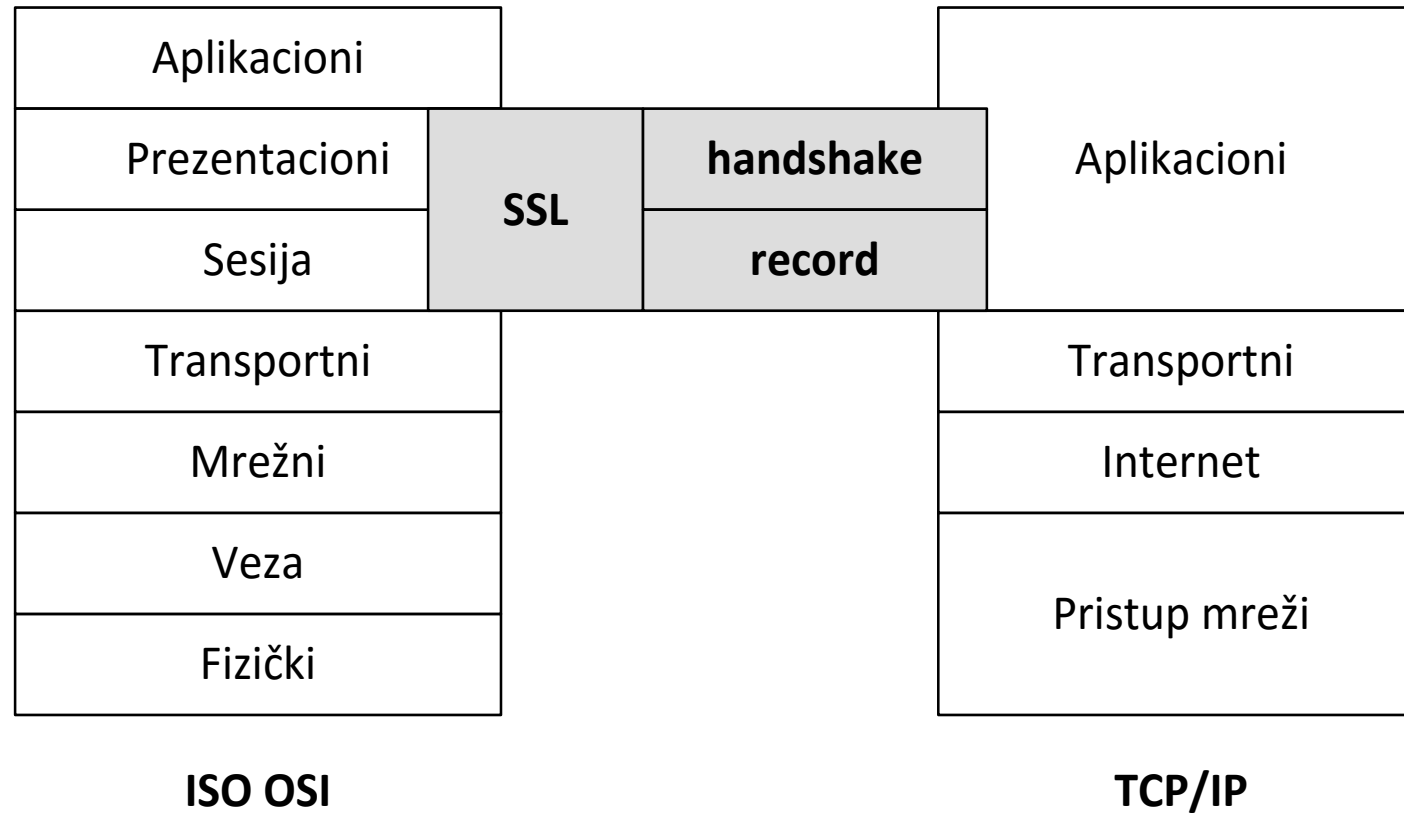 Aplikacioni
Prezentacioni
Sesija
Transportni
Mrežni
Veza
Fizički
ISO OSI
SSL
handshake
record
Aplikacioni
Transportni
Internet
Pristup mreži
TCP/IP